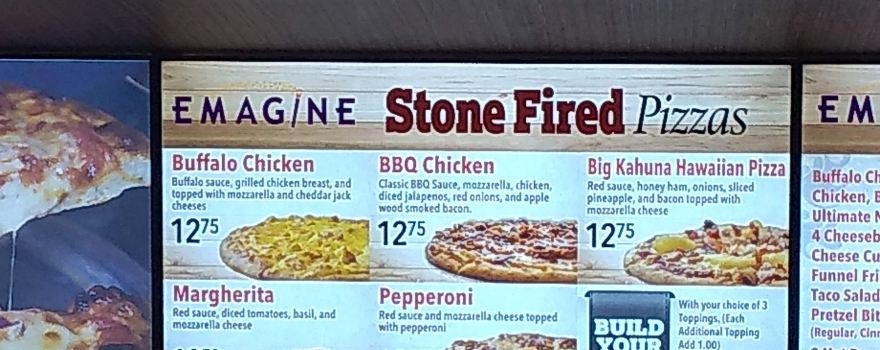 EMAGINE Stone Fired Pizzas
Buffalo Chicken
Buffalo sauce, grilled chicken breast, and
topped with mozzarella and cheddar jack
cheeses
12 75
BBQ Chicken
Classic BBQ Sauce, mozzarella, chicken,
diced jalapenos, red onions, and apple
wood smoked bacon.
12 75
Big Kahuna Hawaiian Pizza
Red sauce, honey ham, onions, sliced
pineapple, and bacon topped with
mozzarella cheese
12 75
Margherita
Red sauce, diced tomatoes, basil, and
mozzarella cheese
Pepperoni
Red sauce and mozzarella cheese topped
with pepperoni
BUILD
YOUR
With your choice of 3
Toppings, (Each
Additional Topping
Add 1.00)
EM
Buffalo Ch
Chicken, B
Ultimate N
4 Cheeseb
Cheese Cu
Funnel Fri
Taco Salad
Pretzel Bit
(Regular, Cinn